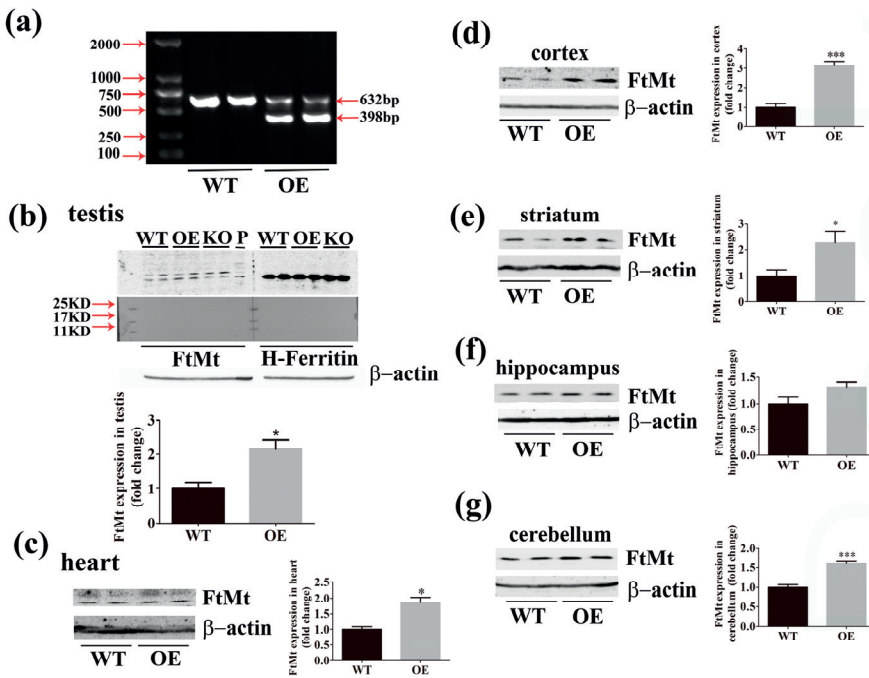 (a)
2000
1000
750
500
250
100
632bp
398bp
WT OE
(b) testis
WT OE KO P WT OE KO
25KD
17KD
11KD
FtMt H-Ferritin
β-actin
FtMt expression in testis
(fold change)
3
2
1
0
*
WT OE
(c) heart
FtMt
β-actin
WT OE
FtMt expression in heart
(fold change)
2.5
2.0
1.5
1.0
0.5
0.0
*
WT OE
(d) cortex
FtMt
β-actin
WT OE
FtMt expression in cortex
(fold change)
4
3
2
1
0
***
WT OE
(e) striatum
FtMt
β-actin
WT OE
FtMt expression in striatum
(fold change)
3
2
1
0
*
WT OE
(f) hippocampus
FtMt
β-actin
WT OE
FtMt expression in
hippocampus (fold change)
2.0
1.5
1.0
0.5
0.0
WT OE
(g) cerebellum
FtMt
β-actin
WT OE
FtMt expression in
cerebellum (fold change)
2.0
1.5
1.0
0.5
0.0
***
WT OE